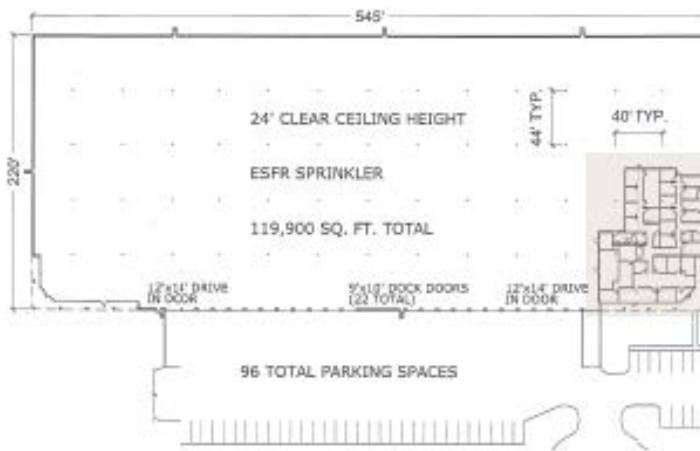 545'
220'
24' CLEAR CEILING HEIGHT
44' TYP.
40' TYP.
ESFR SPRINKLER
119,900 SQ. FT. TOTAL
12'x14' DRIVE
IN DOOR
9'x10' DOCK DOORS
(22 TOTAL)
12'x14' DRIVE
IN DOOR
96 TOTAL PARKING SPACES